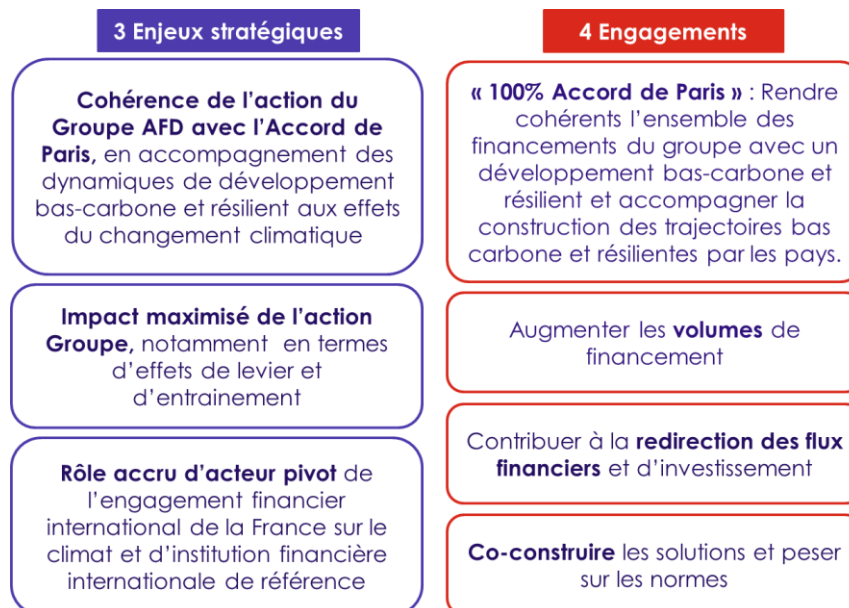 3 Enjeux stratégiques
Cohérence de l'action du
Groupe AFD avec l'Accord de
Paris, en accompagnement des
dynamiques de développement
bas-carbone et résilient aux effets
du changement climatique
Impact maximisé de l'action
Groupe, notamment en termes
d'effets de levier et
d'entrainement
Rôle accru d'acteur pivot de
l'engagement financier
international de la France sur le
climat et d'institution financière
internationale de référence
4 Engagements
« 100% Accord de Paris » : Rendre
cohérents l'ensemble des
financements du groupe avec un
développement bas-carbone et
résilient et accompagner la
construction des trajectoires bas
carbone et résilientes par les pays.
Augmenter les volumes de
financement
Contribuer à la redirection des flux
financiers et d'investissement
Co-construire les solutions et peser
sur les normes